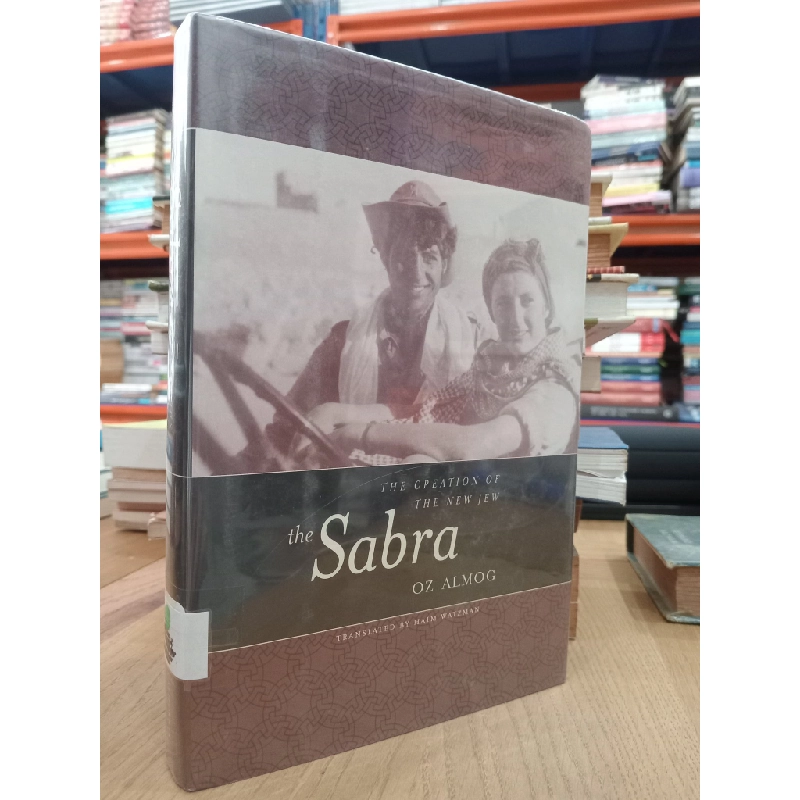 THE CREATION OF
THE NEW JEW
the Sabra
OZ ALMOG
TRANSLATED BY HAIM WATZMAN